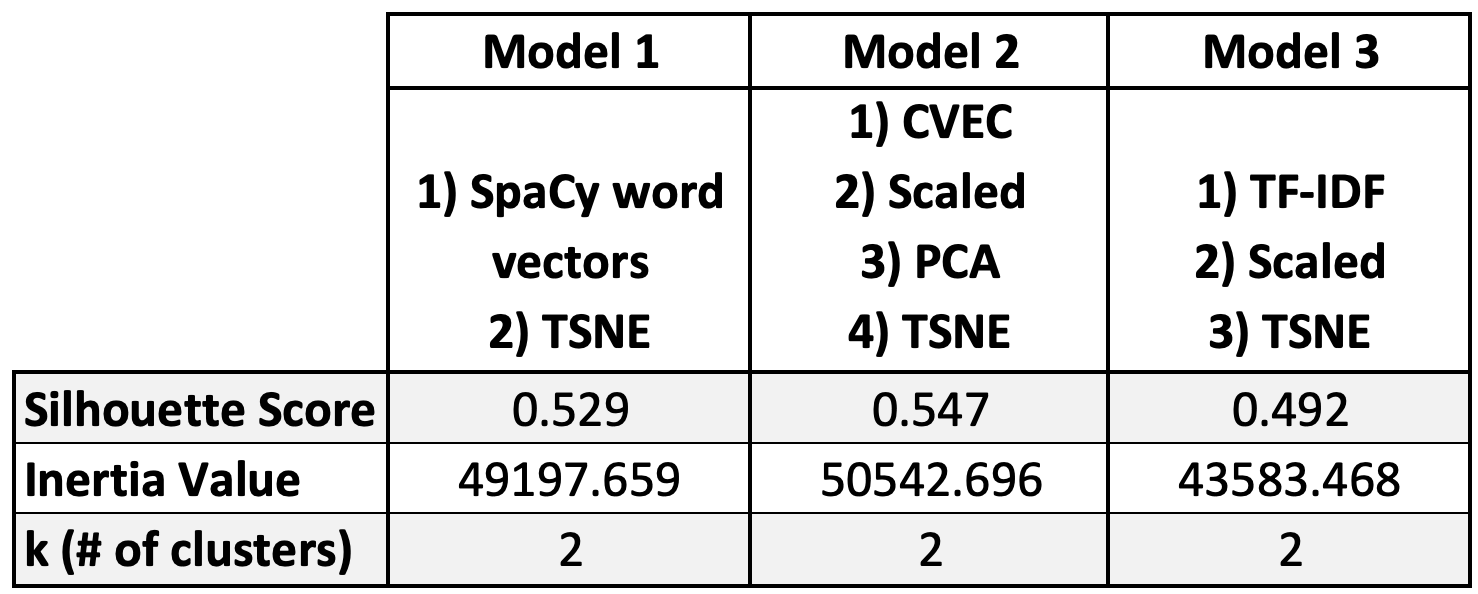 Model 1 Model 2 Model 3
1) SpaCy word
vectors
2) TSNE
1) CVEC
2) Scaled
3) PCA
4) TSNE
1) TF-IDF
2) Scaled
3) TSNE
Silhouette Score 0.529 0.547 0.492
Inertia Value 49197.659 50542.696 43583.468
k (# of clusters) 2 2 2